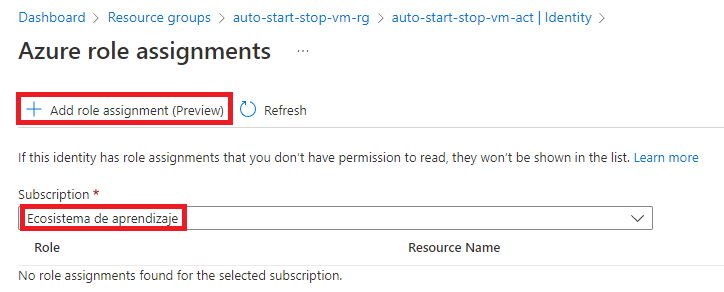 Dashboard > Resource groups > auto-start-stop-vm-rg > auto-start-stop-vm-act | Identity >
Azure role assignments ...
+ Add role assignment (Preview) Refresh
If this identity has role assignments that you don't have permission to read, they won't be shown in the list. Learn more
Subscription *
Ecosistema de aprendizaje
Role Resource Name
No role assignments found for the selected subscription.